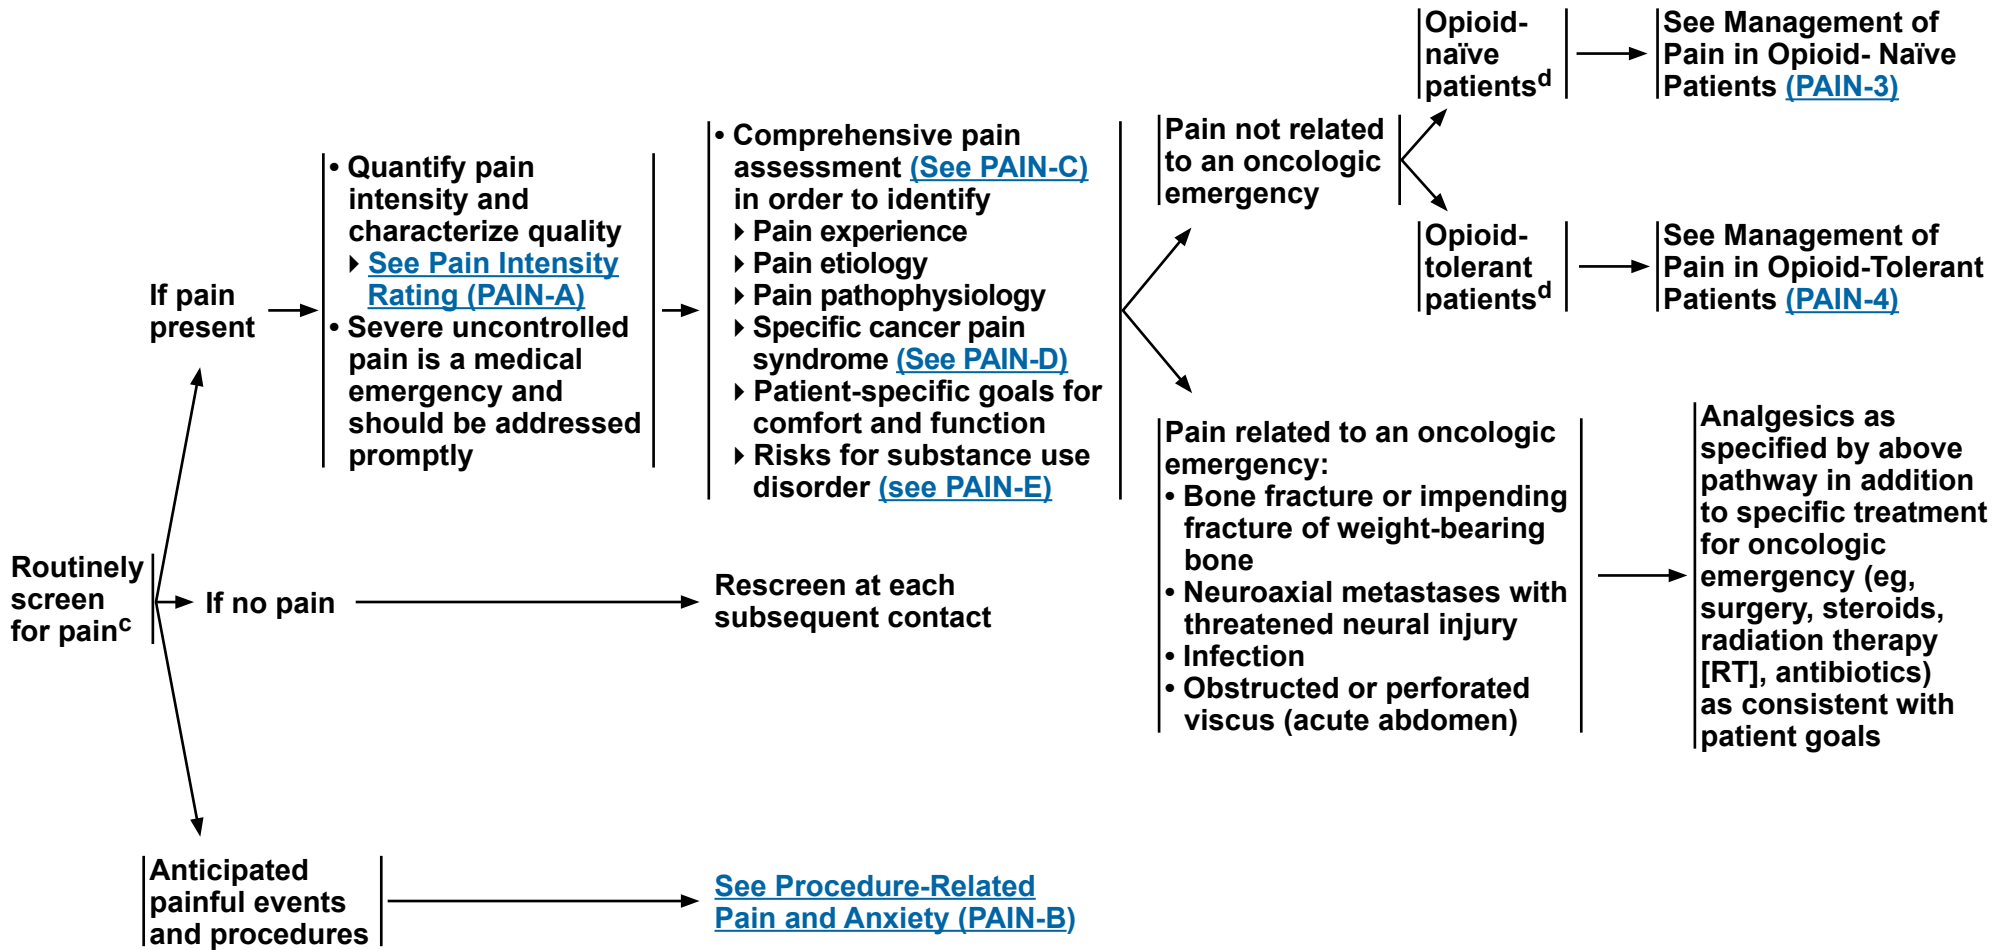 Routinely
screen
for painᶜ
If pain
present
• Quantify pain
intensity and
characterize quality
▸ See Pain Intensity
Rating (PAIN-A)
• Severe uncontrolled
pain is a medical
emergency and
should be addressed
promptly
• Comprehensive pain
assessment (See PAIN-C)
in order to identify
▸ Pain experience
▸ Pain etiology
▸ Pain pathophysiology
▸ Specific cancer pain
syndrome (See PAIN-D)
▸ Patient-specific goals for
comfort and function
▸ Risks for substance use
disorder (see PAIN-E)
Pain not related
to an oncologic
emergency
Opioid-
naïve
patientsᵈ
See Management of
Pain in Opioid- Naïve
Patients (PAIN-3)
Opioid-
tolerant
patientsᵈ
See Management of
Pain in Opioid-Tolerant
Patients (PAIN-4)
Pain related to an oncologic
emergency:
• Bone fracture or impending
fracture of weight-bearing
bone
• Neuroaxial metastases with
threatened neural injury
• Infection
• Obstructed or perforated
viscus (acute abdomen)
Analgesics as
specified by above
pathway in addition
to specific treatment
for oncologic
emergency (eg,
surgery, steroids,
radiation therapy
[RT], antibiotics)
as consistent with
patient goals
If no pain
Rescreen at each
subsequent contact
Anticipated
painful events
and procedures
See Procedure-Related
Pain and Anxiety (PAIN-B)